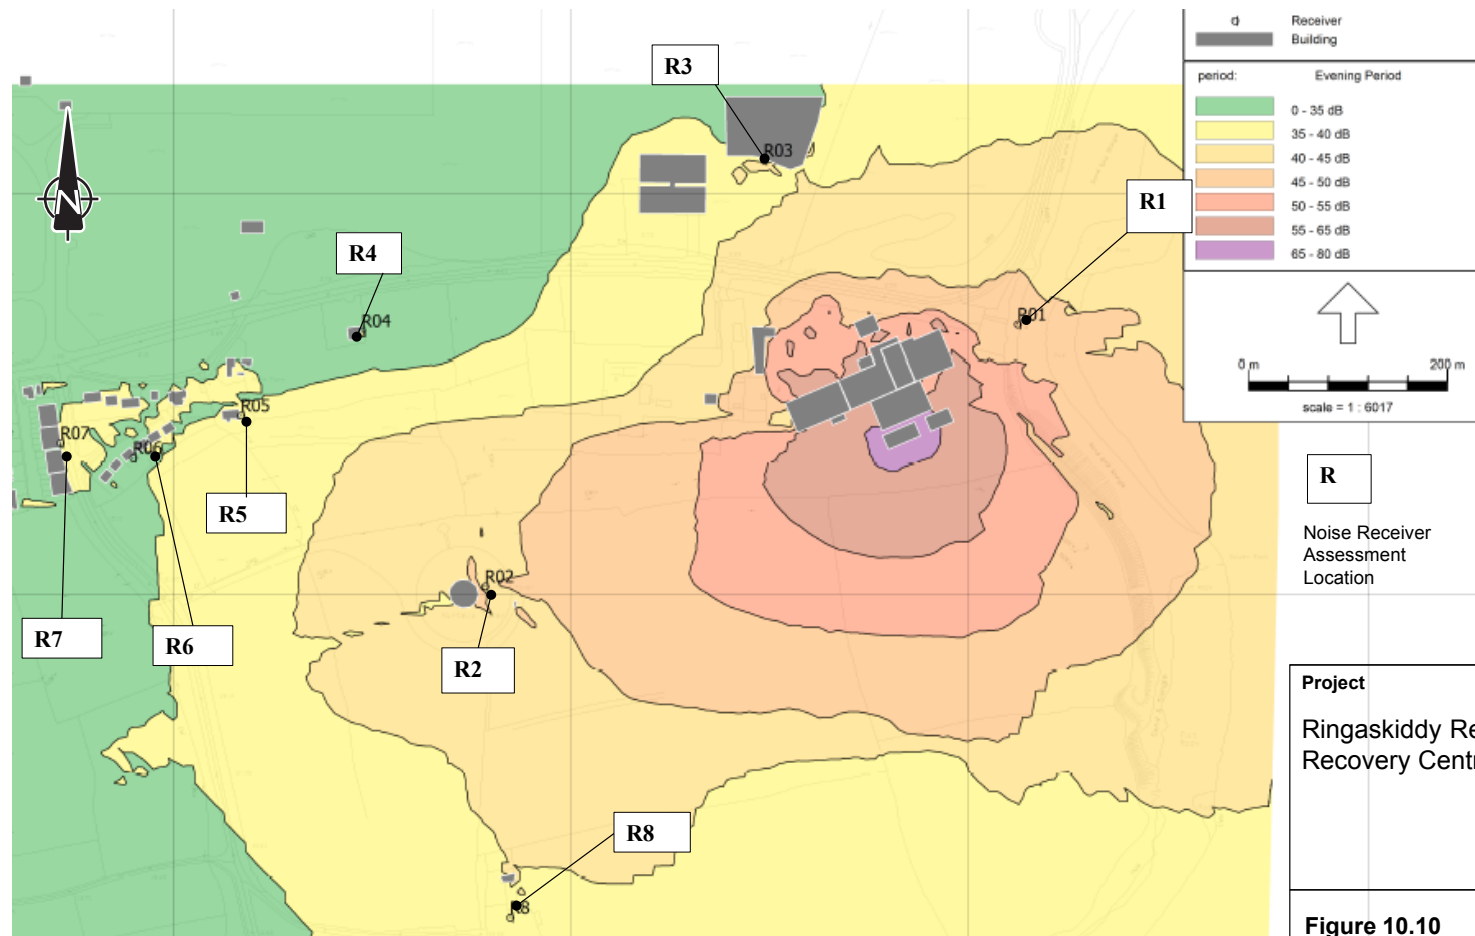 Receiver
Building
period: Evening Period
0 - 35 dB
35 - 40 dB
40 - 45 dB
45 - 50 dB
50 - 55 dB
55 - 65 dB
65 - 80 dB
0 m 200 m
scale = 1 : 6017
R
Noise Receiver
Assessment
Location
Project
Ringaskiddy Re
Recovery Cent
Figure 10.10
N
R3
R03
R1
R01
R4
R04
R05
R5
R07
R7
R06
R6
R02
R2
R8
R8